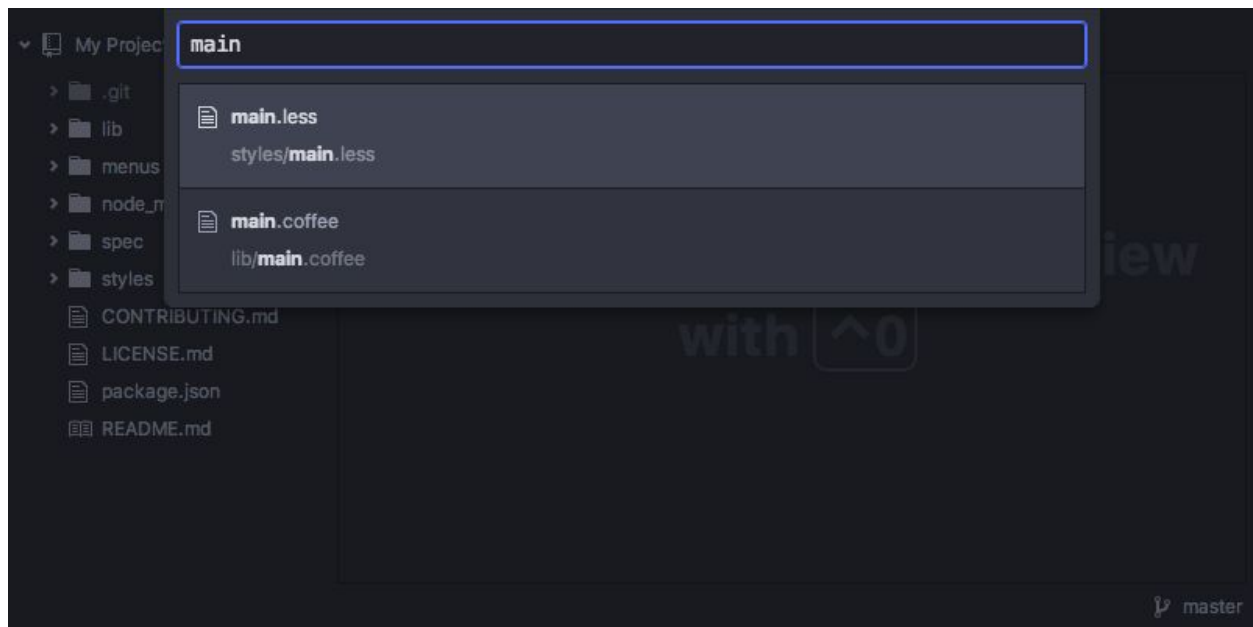 My Projec
main
.git
main.less
lib
styles/main.less
menus
node_m
main.coffee
spec
lib/main.coffee
iew
styles
CONTRIBUTING.md
with ^0
LICENSE.md
package.json
README.md
master